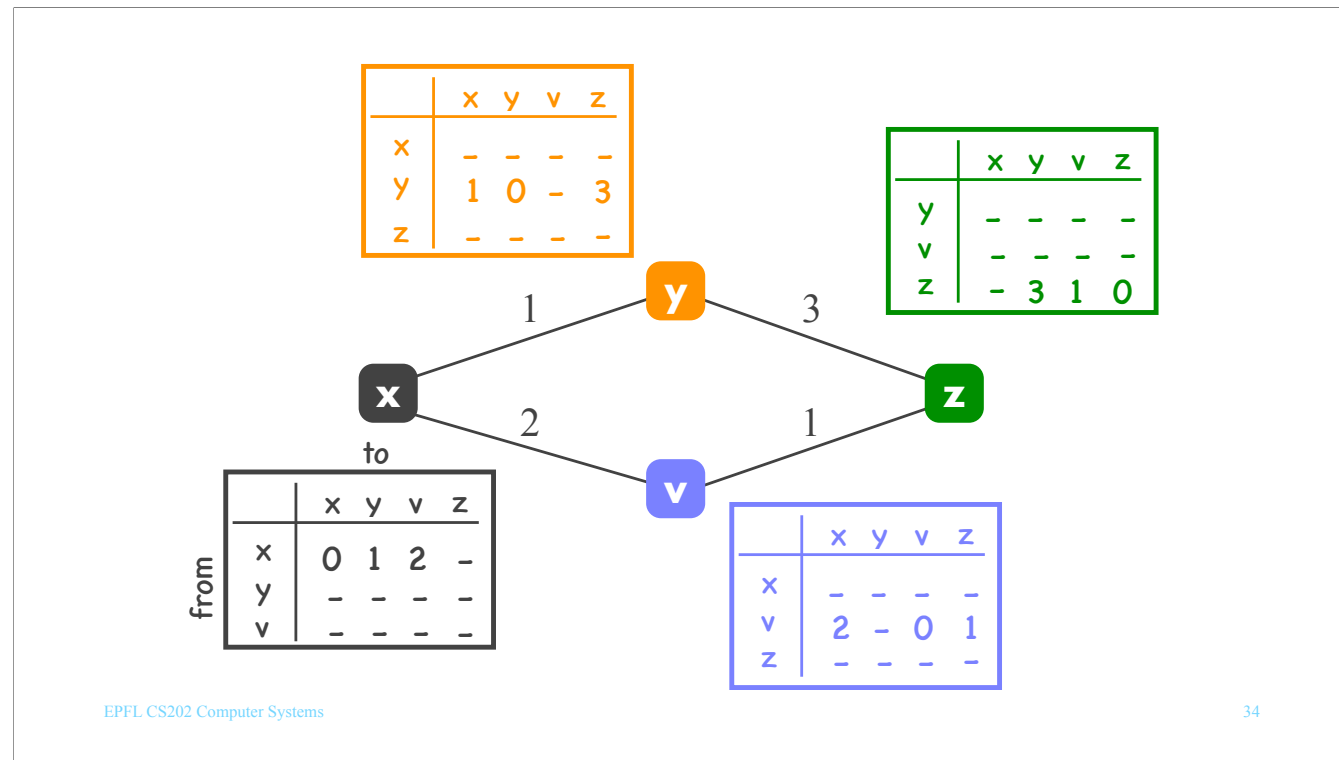 x y v z
x - - - -
y 1 0 - 3
z - - - -
x y v z
y - - - -
v - - - -
z - 3 1 0
y
1
3
x
z
2
1
v
to
from
x y v z
x 0 1 2 -
y - - - -
v - - - -
x y v z
x - - - -
v 2 - 0 1
z - - - -
EPFL CS202 Computer Systems
34